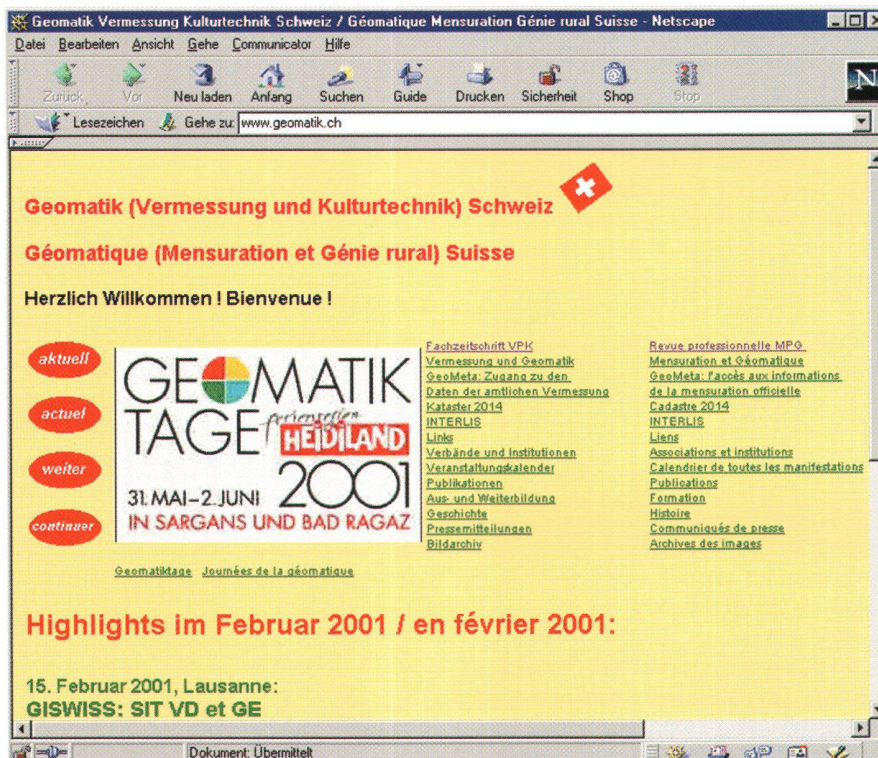 Geomatik Vermessung Kulturtechnik Schweiz / Géomatique Mensuration Génie rural Suisse - Netscape
Datei Bearbeiten Ansicht Gehe Communicator Hilfe
Zurück Vor Neu laden Anfang Suchen Guide Drucken Sicherheit Shop Stop
N
Lesezeichen Gehe zu: www.geomatik.ch
Geomatik (Vermessung und Kulturtechnik) Schweiz
Géomatique (Mensuration et Génie rural) Suisse
Herzlich Willkommen ! Bienvenue !
aktuell
actuel
weiter
continuer
GEOMATIK
TAGE ferienregion
HEIDILAND
2001
31. MAI–2. JUNI
IN SARGANS UND BAD RAGAZ
Geomatiktage Journées de la géomatique
Fachzeitschrift VPK
Vermessung und Geomatik
GeoMeta: Zugang zu den
Daten der amtlichen Vermessung
Kataster 2014
INTERLIS
Links
Verbände und Institutionen
Veranstaltungskalender
Publikationen
Aus- und Weiterbildung
Geschichte
Pressemitteilungen
Bildarchiv
Revue professionnelle MPG
Mensuration et Géomatique
GeoMeta: l'accès aux informations
de la mensuration officielle
Cadastre 2014
INTERLIS
Liens
Associations et institutions
Calendrier de toutes les manifestations
Publications
Formation
Histoire
Communiqués de presse
Archives des images
Highlights im Februar 2001 / en février 2001:
15. Februar 2001, Lausanne:
GISWISS: SIT VD et GE
Dokument: Übermittelt